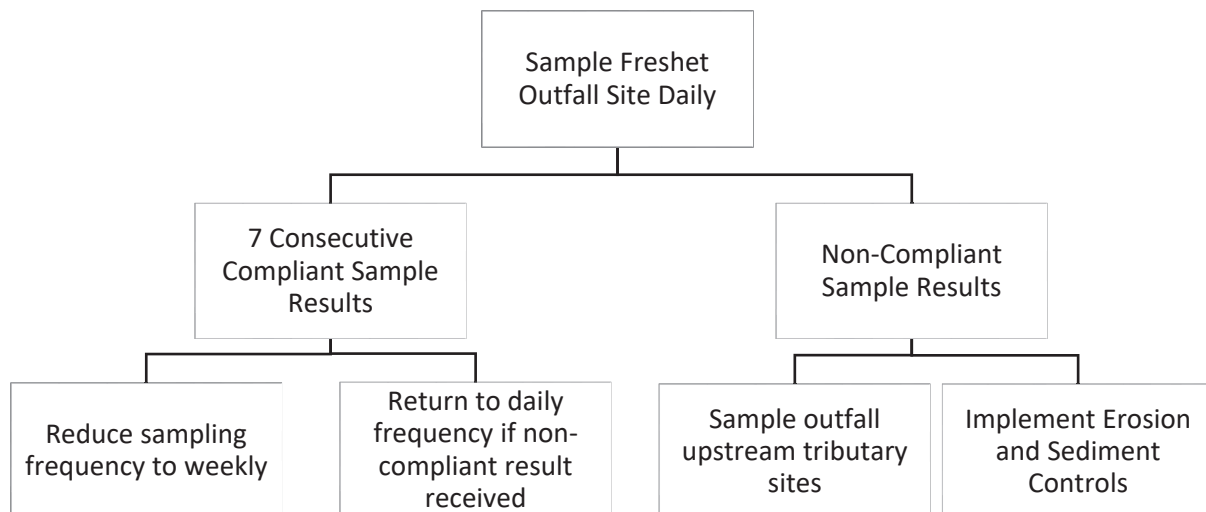 Sample Freshet
Outfall Site Daily
7 Consecutive
Compliant Sample
Results
Non-Compliant
Sample Results
Reduce sampling
frequency to weekly
Return to daily
frequency if non-
compliant result
received
Sample outfall
upstream tributary
sites
Implement Erosion
and Sediment
Controls